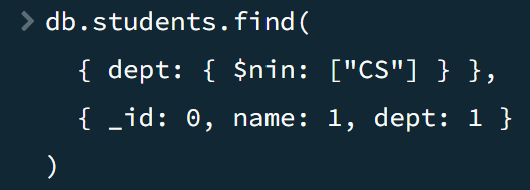 > db.students.find(
{ dept: { $nin: ["CS"] } },
{ _id: 0, name: 1, dept: 1 }
)